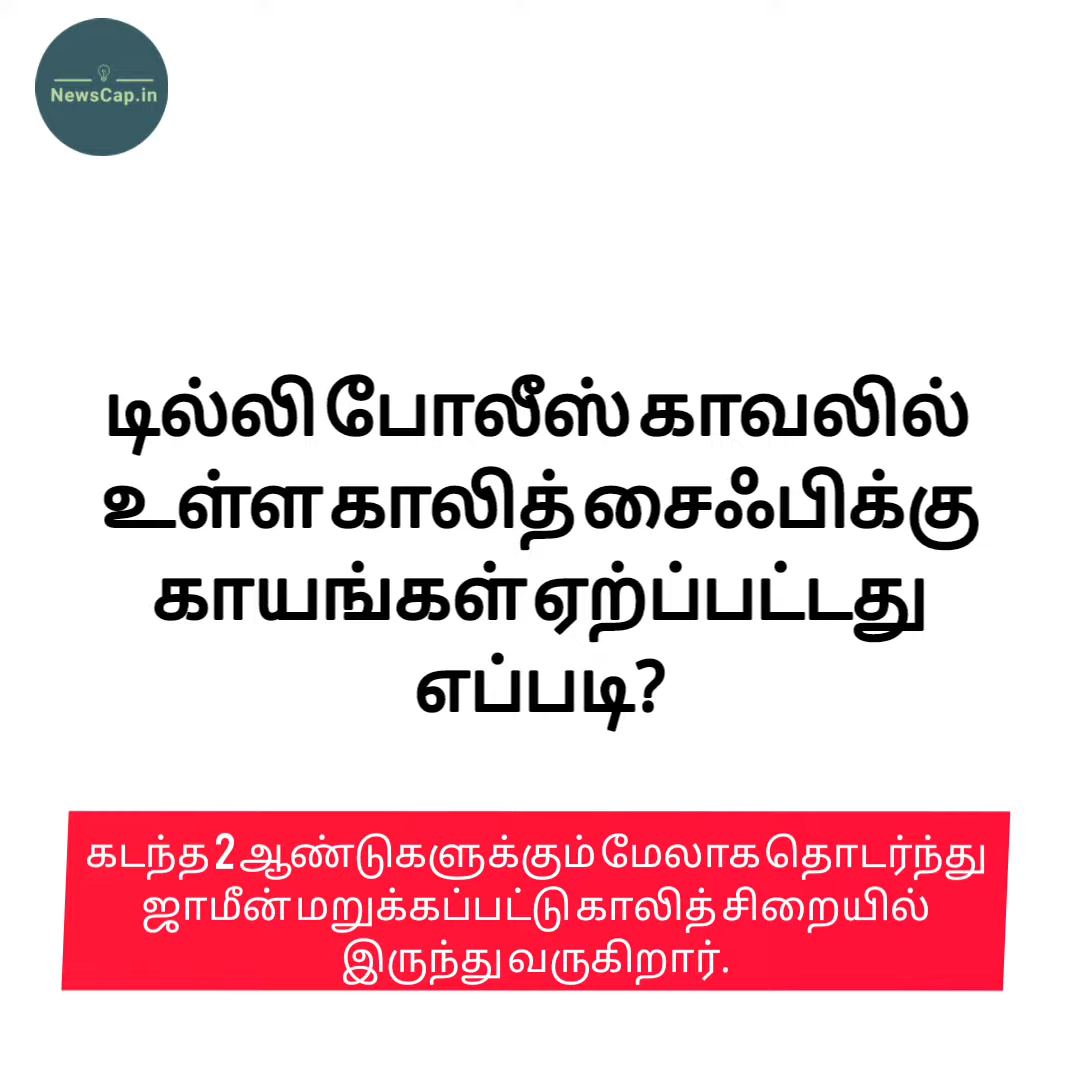 NewsCap.in
டில்லி போலீஸ் காவலில்
உள்ள காலித் சைஃபிக்கு
காயங்கள் ஏற்ப்பட்டது
எப்படி?
கடந்த 2 ஆண்டுகளுக்கும் மேலாக தொடர்ந்து
ஜாமீன் மறுக்கப்பட்டு காலித் சிறையில்
இருந்து வருகிறார்.